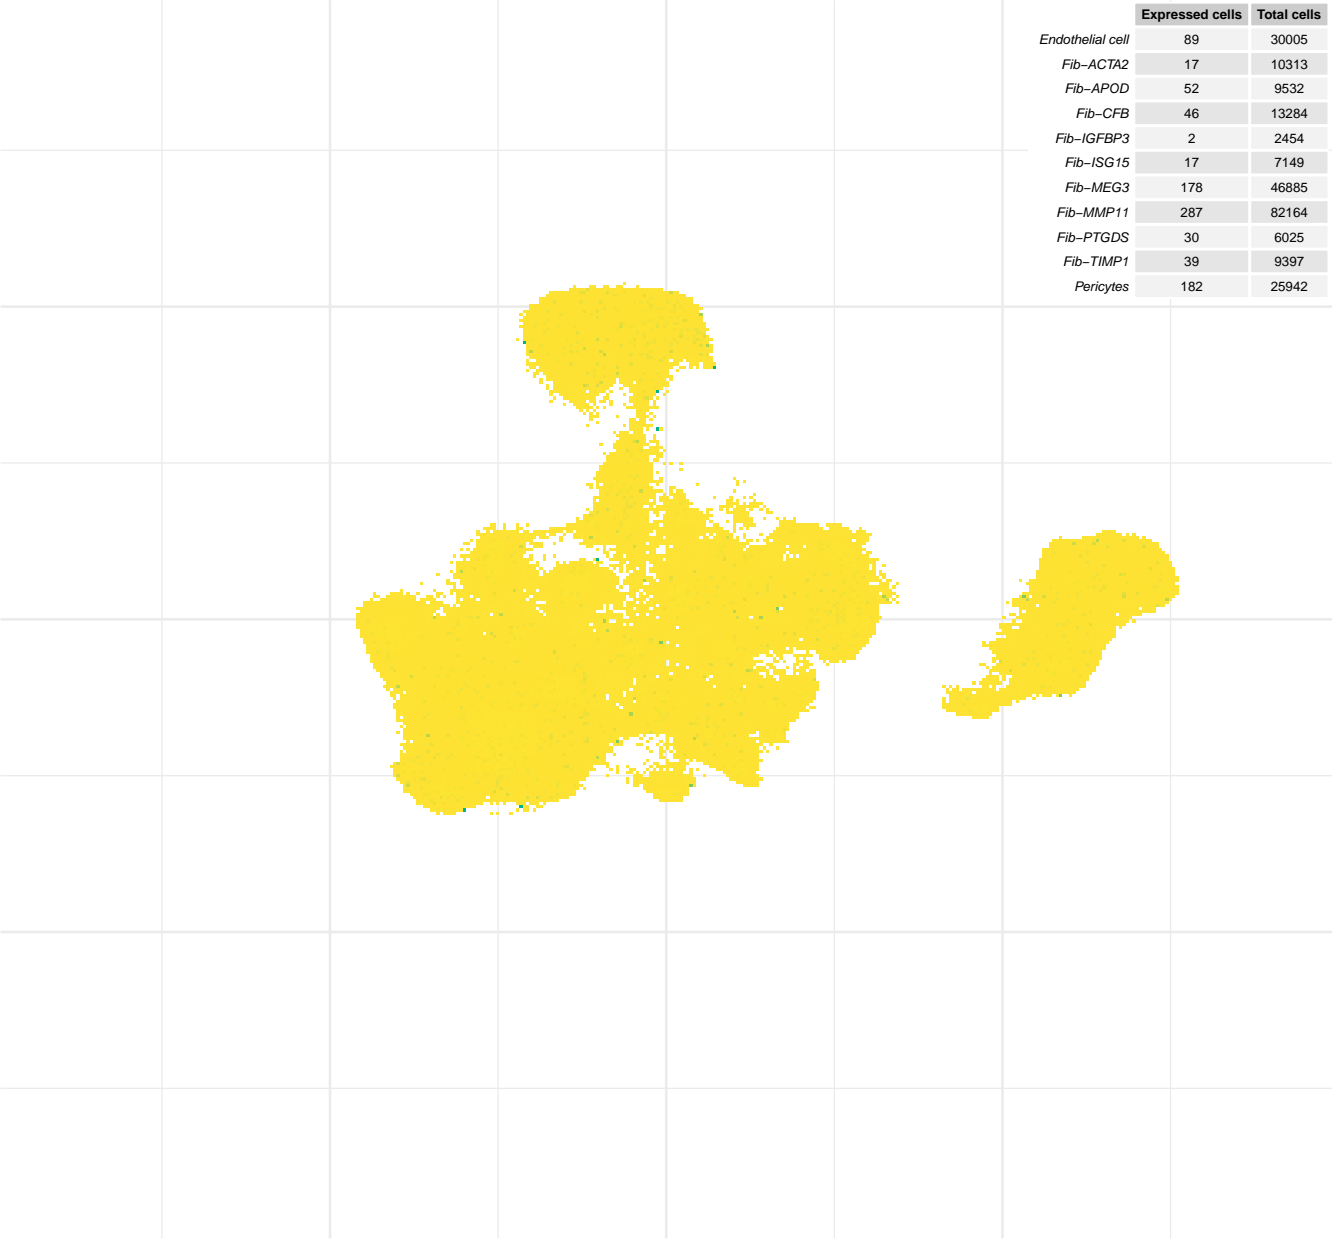 Expressed cells Total cells
Endothelial cell 89 30005
Fib−ACTA2 17 10313
Fib−APOD 52 9532
Fib−CFB 46 13284
Fib−IGFBP3 2 2454
Fib−ISG15 17 7149
Fib−MEG3 178 46885
Fib−MMP11 287 82164
Fib−PTGDS 30 6025
Fib−TIMP1 39 9397
Pericytes 182 25942